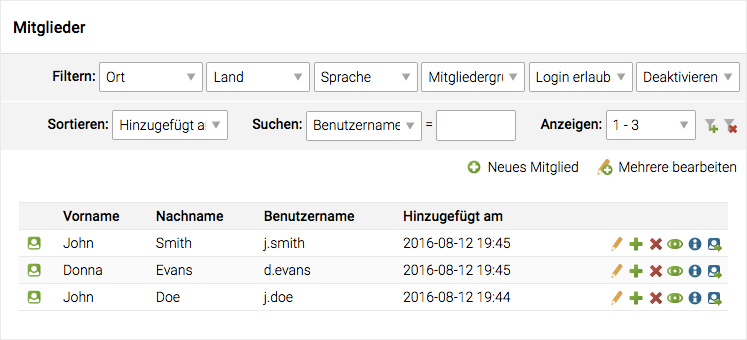 Mitglieder
Filtern: Ort Land Sprache Mitgliedergru Login erlaub Deaktivieren
Sortieren: Hinzugefügt a Suchen: Benutzername = Anzeigen: 1 - 3
Neues Mitglied Mehrere bearbeiten
Vorname Nachname Benutzername Hinzugefügt am
John Smith j.smith 2016-08-12 19:45
Donna Evans d.evans 2016-08-12 19:45
John Doe j.doe 2016-08-12 19:44